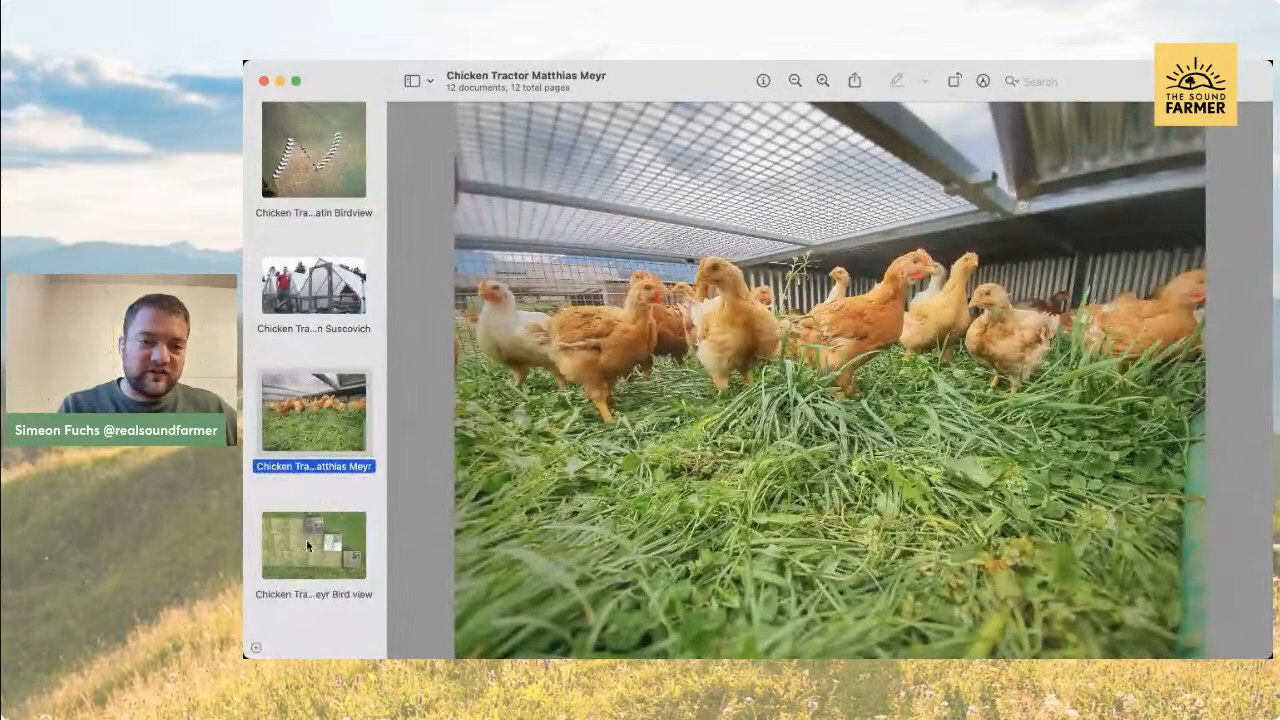 Chicken Tractor Matthias Meyr
12 documents, 12 total pages
Search
THE SOUND
FARMER
Chicken Tra...atin Birdview
Chicken Tra...n Suscovich
Chicken Tra...atthias Meyr
Chicken Tra...eyr Bird view
Simeon Fuchs @realsoundfarmer